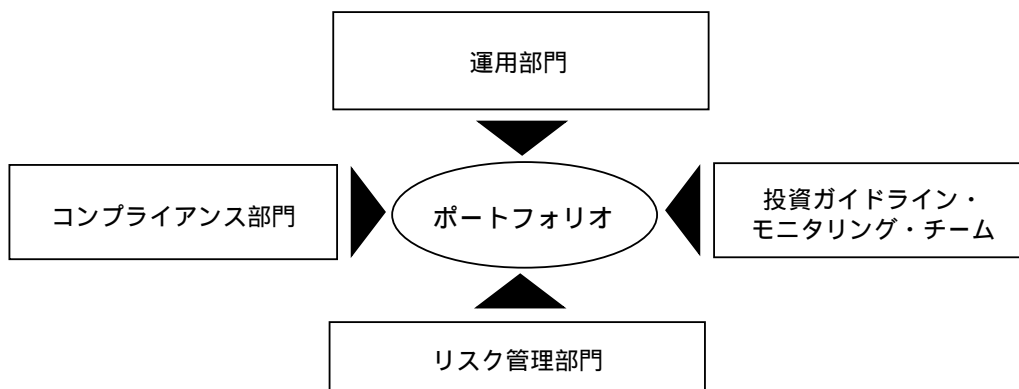 運用部門
コンプライアンス部門
ポートフォリオ
投資ガイドライン・
モニタリング・チーム
リスク管理部門